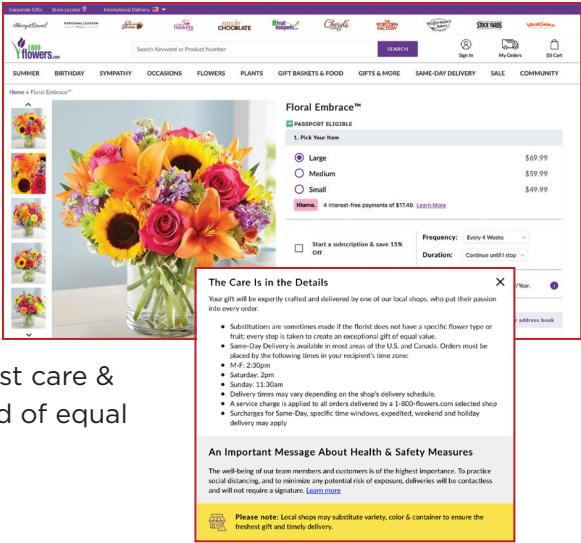 Corporate Gifts Store Locator International Delivery
Harry&David PERSONALIZATION MALL baskets simply CHOCOLATE fruit bouquets Cheryl's THE POPCORN FACTORY Wolferman's Bakery STOCK YARDS VitalChoice
1800 flowers.com Search Keyword or Product Number SEARCH Sign In My Orders (0) Cart
SUMMER BIRTHDAY SYMPATHY OCCASIONS FLOWERS PLANTS GIFT BASKETS & FOOD GIFTS & MORE SAME-DAY DELIVERY SALE COMMUNITY
Home » Floral Embrace™
Floral Embrace™
PASSPORT ELIGIBLE
1. Pick Your Item
Large $69.99
Medium $59.99
Small $49.99
Klarna. 4 interest-free payments of $17.49. Learn More
Start a subscription & save 15% Off
Frequency: Every 4 Weeks
Duration: Continue until I stop
/Year.
address book
st care &
d of equal
The Care Is in the Details X
Your gift will be expertly crafted and delivered by one of our local shops, who put their passion
into every order.
• Substitutions are sometimes made if the florist does not have a specific flower type or
fruit; every step is taken to create an exceptional gift of equal value.
• Same-Day Delivery is available in most areas of the U.S. and Canada. Orders must be
placed by the following times in your recipient's time zone:
• M-F: 2:30pm
• Saturday: 2pm
• Sunday: 11:30am
• Delivery times may vary depending on the shop's delivery schedule.
• A service charge is applied to all orders delivered by a 1-800-flowers.com selected shop
• Surcharges for Same-Day, specific time windows, expedited, weekend and holiday
delivery may apply
An Important Message About Health & Safety Measures
The well-being of our team members and customers is of the highest importance. To practice
social distancing, and to minimize any potential risk of exposure, deliveries will be contactless
and will not require a signature. Learn more
Please note: Local shops may substitute variety, color & container to ensure the
freshest gift and timely delivery.